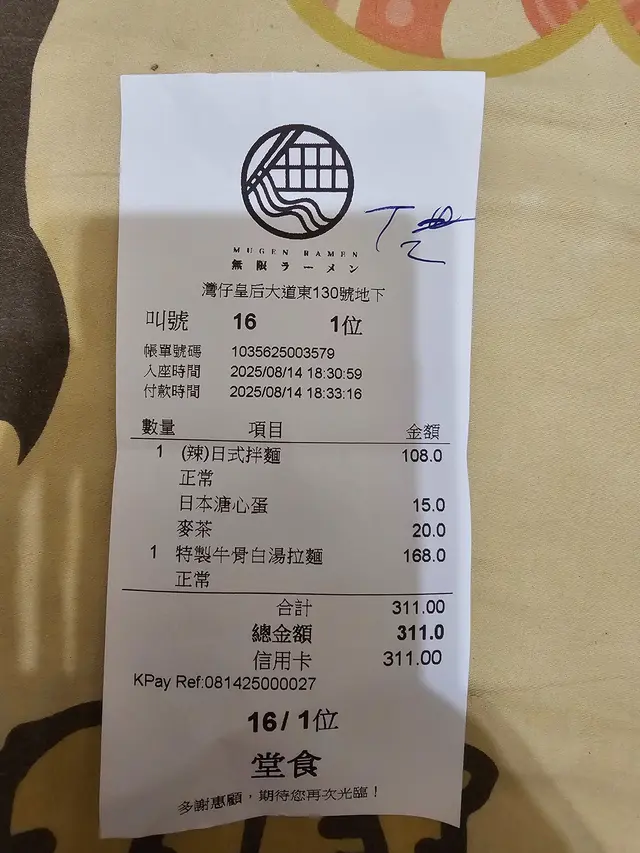 MUGEN RAMEN
無限ラーメン
灣仔皇后大道東130號地下
叫號 16 1位
帳單號碼 1035625003579
入座時間 2025/08/14 18:30:59
付款時間 2025/08/14 18:33:16
數量 項目 金額
1 (辣)日式拌麵 108.0
正常
日本溏心蛋 15.0
麥茶 20.0
1 特製牛骨白湯拉麵 168.0
正常
合計 311.00
總金額 311.0
信用卡 311.00
KPay Ref:081425000027
16/ 1位
堂食
多謝惠顧，期待您再次光臨！